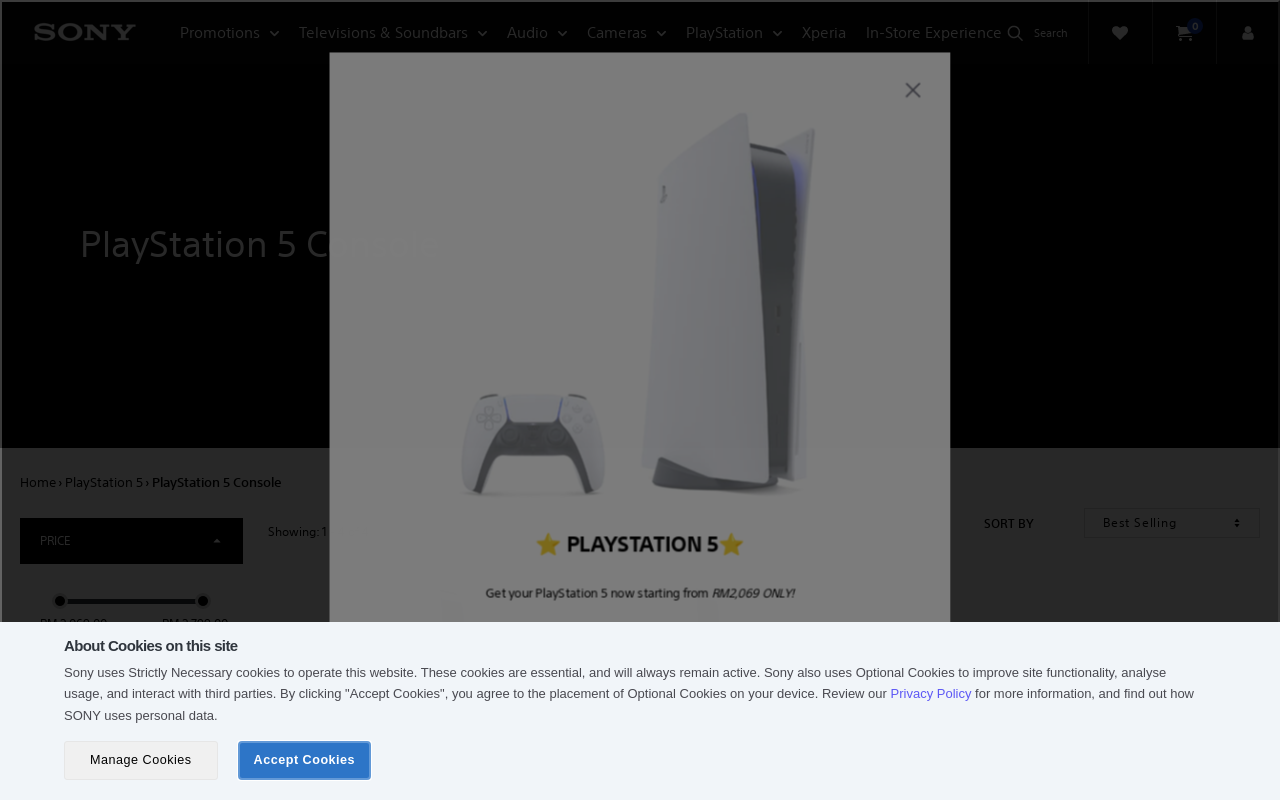 SONY
Promotions
Televisions & Soundbars
Audio
Cameras
PlayStation
Xperia
In-Store Experience
Search
0
PlayStation 5 C
Home › PlayStation 5 › PlayStation 5 Console
PRICE
Showing: 1
SORT BY
Best Selling
⭐ PLAYSTATION 5⭐
Get your PlayStation 5 now starting from RM2,069 ONLY!
About Cookies on this site
Sony uses Strictly Necessary cookies to operate this website. These cookies are essential, and will always remain active. Sony also uses Optional Cookies to improve site functionality, analyse
usage, and interact with third parties. By clicking "Accept Cookies", you agree to the placement of Optional Cookies on your device. Review our Privacy Policy for more information, and find out how
SONY uses personal data.
Manage Cookies
Accept Cookies